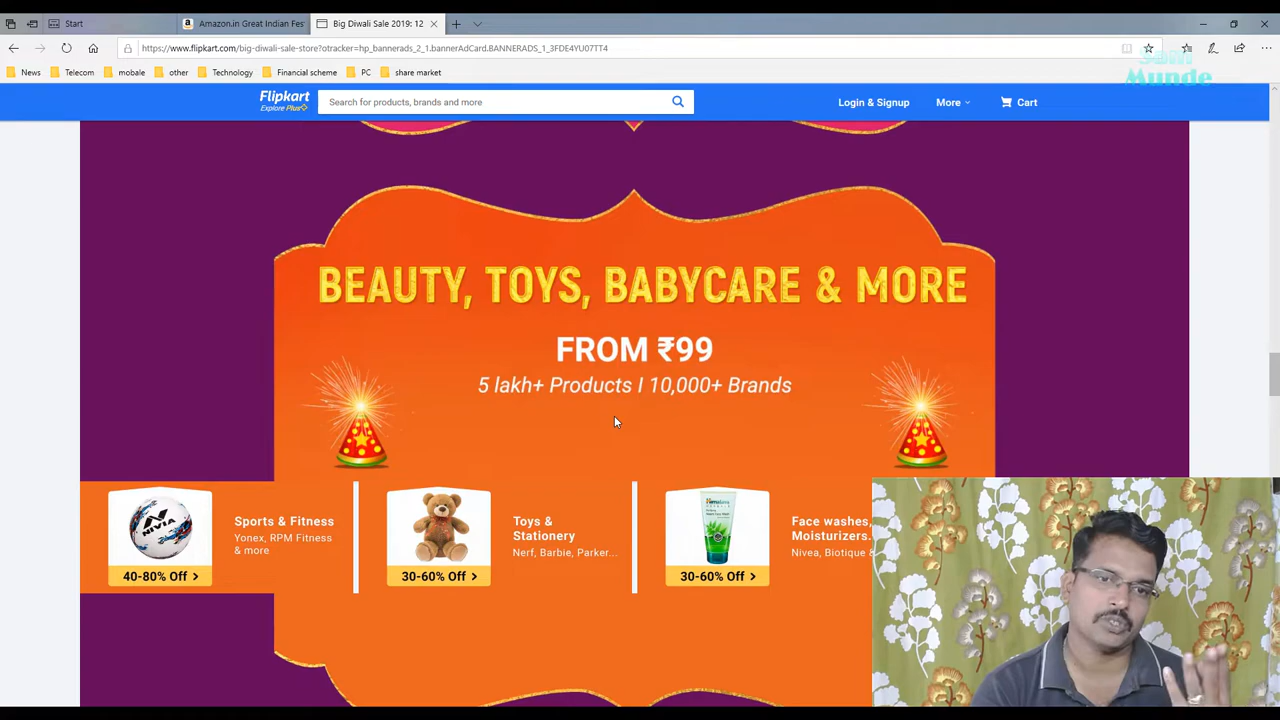 Start
Amazon.in Great Indian Fes
Big Diwali Sale 2019: 12
https://www.flipkart.com/big-diwali-sale-store?otracker=hp_bannerads_2_1.bannerAdCard.BANNERADS_1_3FDE4YU07TT4
News
Telecom
mobale
other
Technology
Financial scheme
PC
share market
Sam
Munde
Flipkart
Explore Plus
Search for products, brands and more
Login & Signup
More
Cart
BEAUTY, TOYS, BABYCARE & MORE
FROM ₹99
5 lakh+ Products I 10,000+ Brands
NIVIA
40-80% Off >
Sports & Fitness
Yonex, RPM Fitness
& more
30-60% Off >
Toys &
Stationery
Nerf, Barbie, Parker...
Himalaya
30-60% Off >
Face washes,
Moisturizers.
Nivea, Biotique &